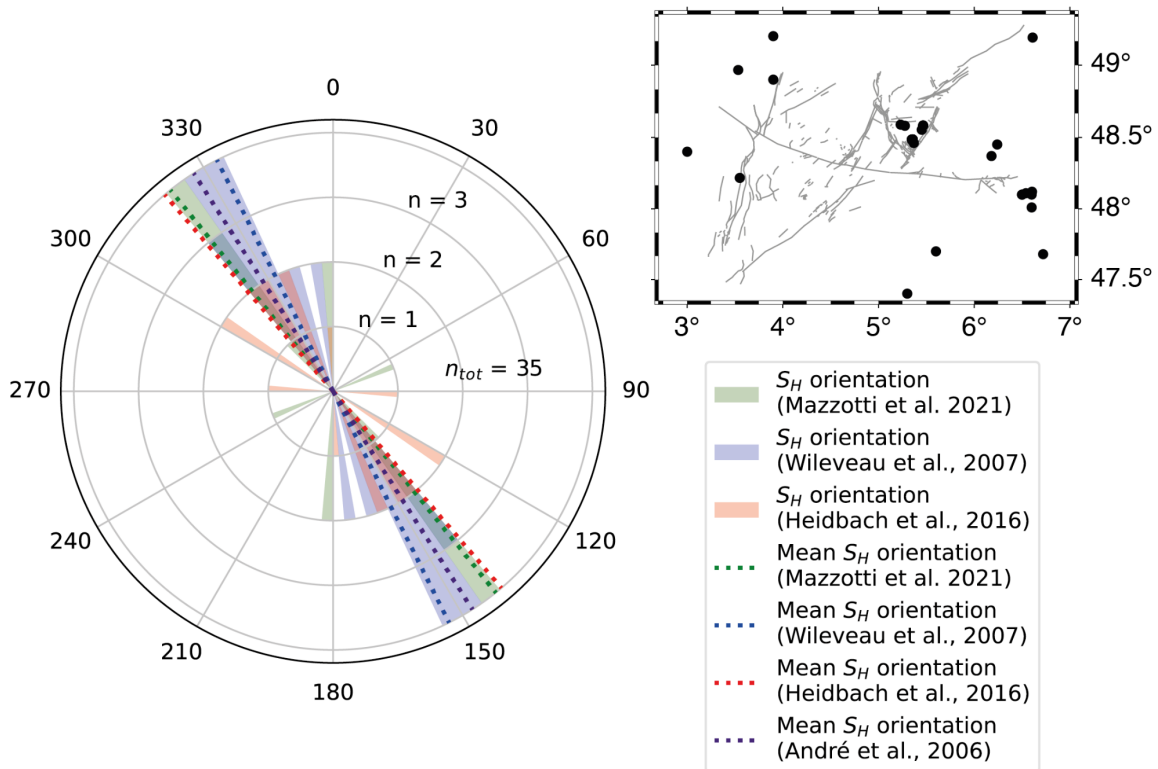 0
30
60
90
120
150
180
210
240
270
300
330
n = 3
n = 2
n = 1
n_tot = 35
49°
48.5°
48°
47.5°
3° 4° 5° 6° 7°
S_H orientation
(Mazzotti et al. 2021)
S_H orientation
(Wileveau et al., 2007)
S_H orientation
(Heidbach et al., 2016)
Mean S_H orientation
(Mazzotti et al. 2021)
Mean S_H orientation
(Wileveau et al., 2007)
Mean S_H orientation
(Heidbach et al., 2016)
Mean S_H orientation
(André et al., 2006)